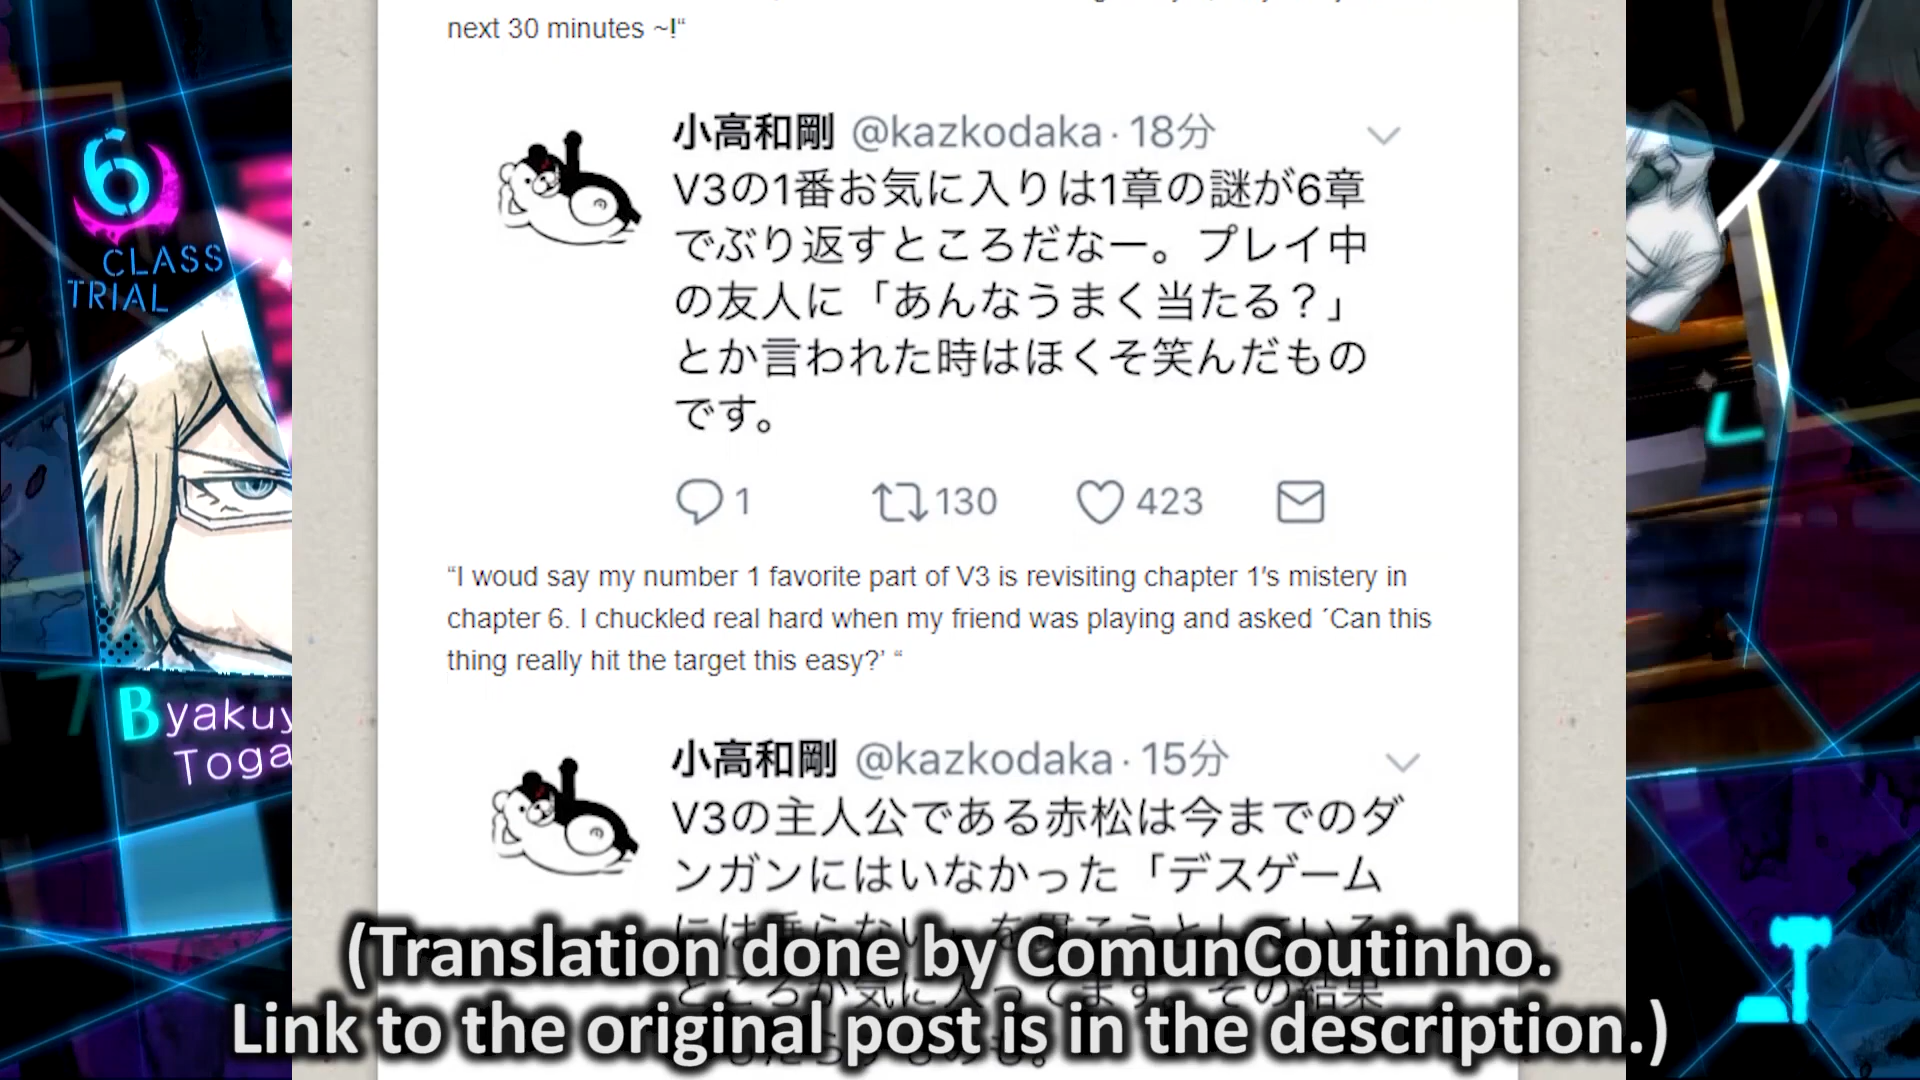 next 30 minutes ~!“
小高和剛 @kazkodaka · 18分
V3の1番お気に入りは1章の謎が6章
でぶり返すところだなー。プレイ中
の友人に「あんなうまく当たる？」
とか言われた時はほくそ笑んだもの
です。
1 130 423
“I woud say my number 1 favorite part of V3 is revisiting chapter 1′s mistery in
chapter 6. I chuckled real hard when my friend was playing and asked ´Can this
thing really hit the target this easy?’ “
小高和剛 @kazkodaka · 15分
V3の主人公である赤松は今までのダ
ンガンにはいなかった「デスゲーム
(Translation done by ComunCoutinho.
Link to the original post is in the description.)
6
CLASS
TRIAL
Byakuy
Toga